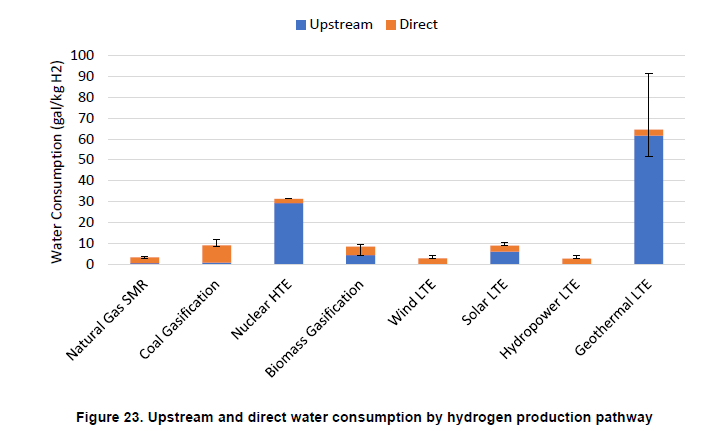 Upstream Direct
Water Consumption (gal/kg H2)
100
90
80
70
60
50
40
30
20
10
0
Natural Gas SMR
Coal Gasification
Nuclear HTE
Biomass Gasification
Wind LTE
Solar LTE
Hydropower LTE
Geothermal LTE
Figure 23. Upstream and direct water consumption by hydrogen production pathway